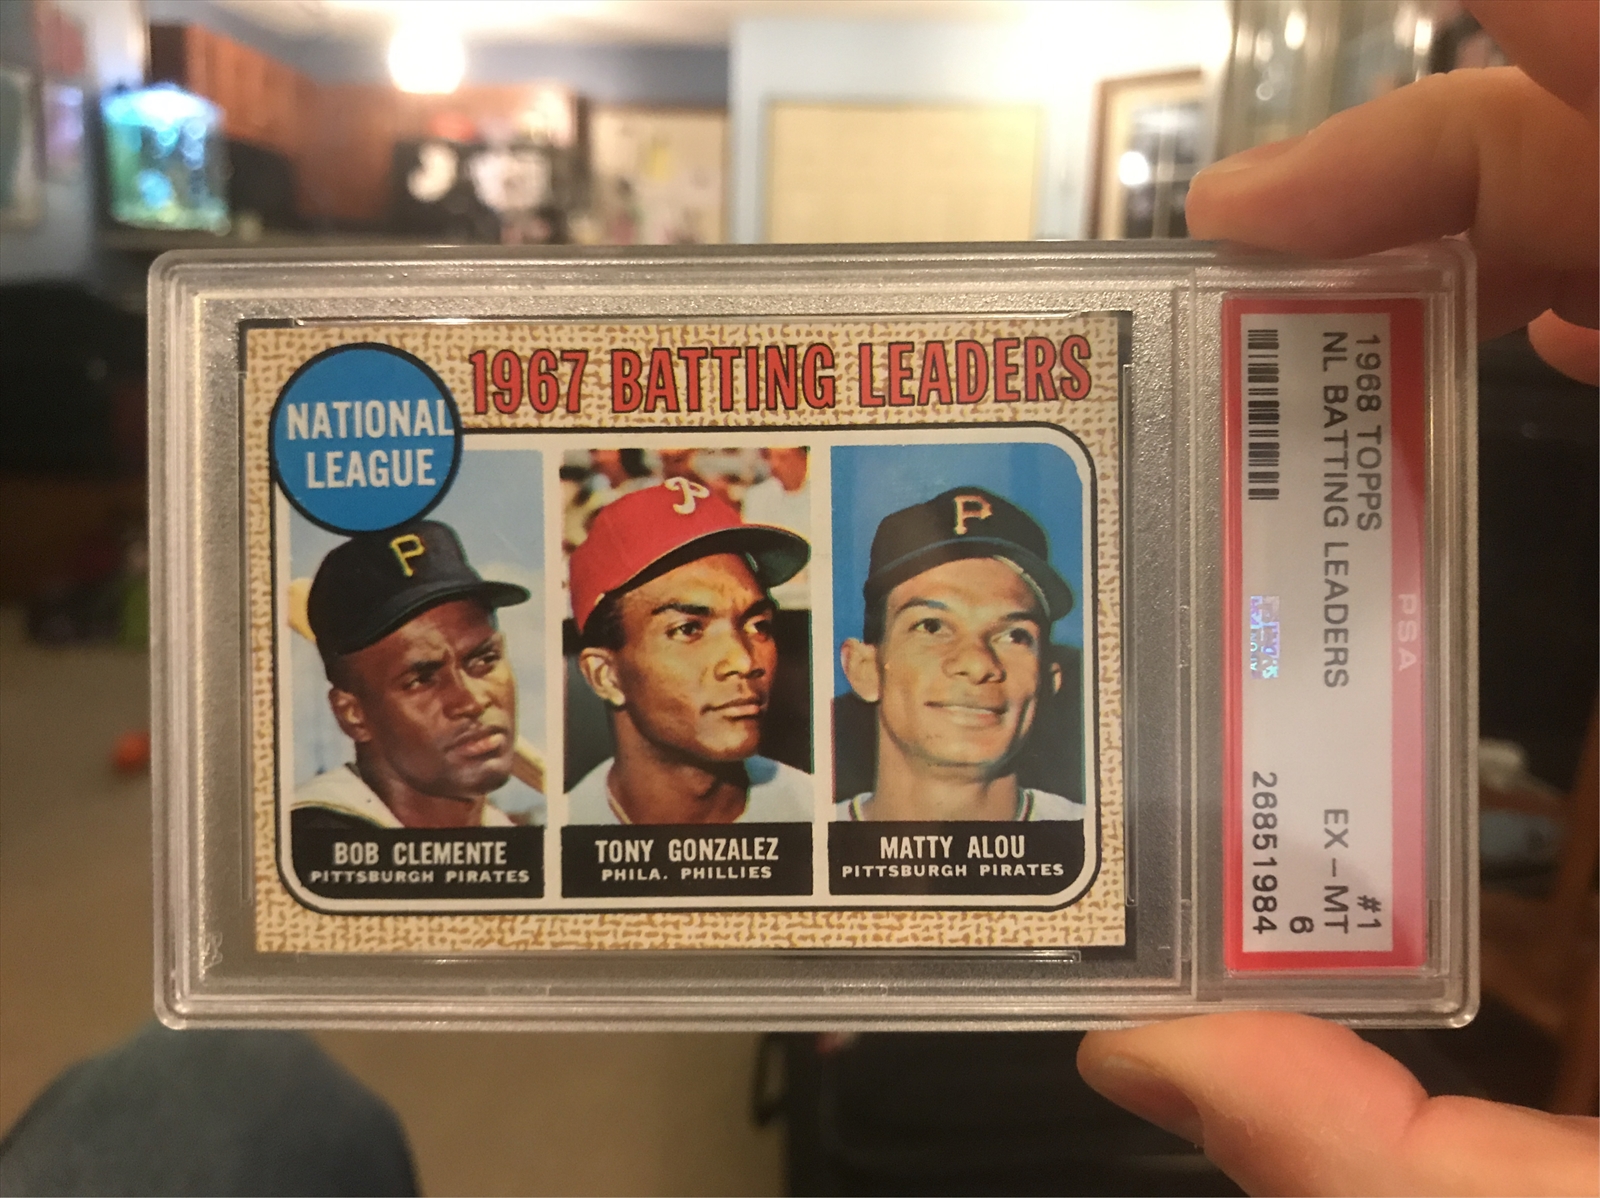 1967 BATTING LEADERS
NATIONAL
LEAGUE
P
P
P
BOB CLEMENTE
PITTSBURGH PIRATES
TONY GONZALEZ
PHILA. PHILLIES
MATTY ALOU
PITTSBURGH PIRATES
PSA
1968 TOPPS #1
NL BATTING LEADERS EX-MT
6
26851984